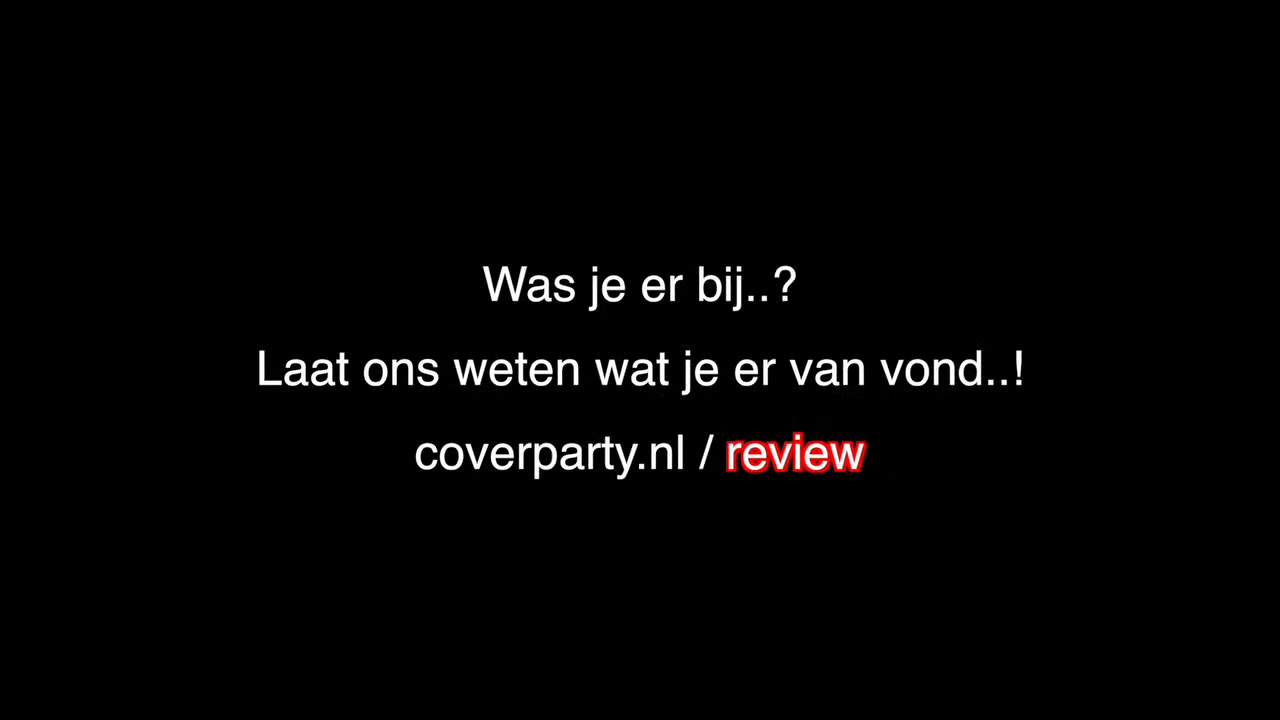 Was je er bij..?
Laat ons weten wat je er van vond..!
coverparty.nl / review